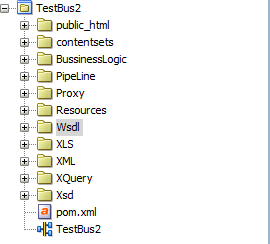 TestBus2
public_html
contentsets
BussinessLogic
PipeLine
Proxy
Resources
Wsdl
XLS
XML
XQuery
Xsd
pom.xml
TestBus2